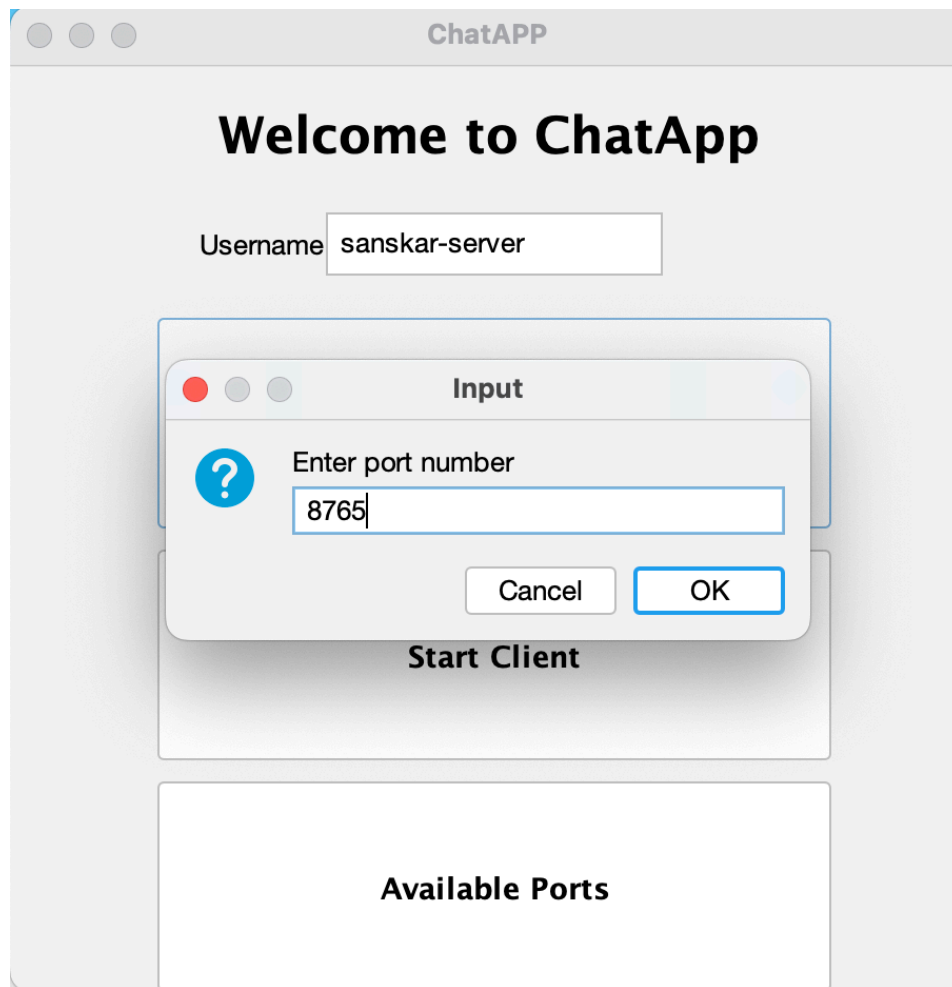 ChatAPP
Welcome to ChatApp
Username sanskar-server
Input
Enter port number
8765
Cancel OK
Start Client
Available Ports